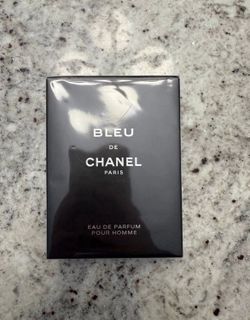 BLEU
DE
CHANEL
PARIS
EAU DE PARFUM
POUR HOMME